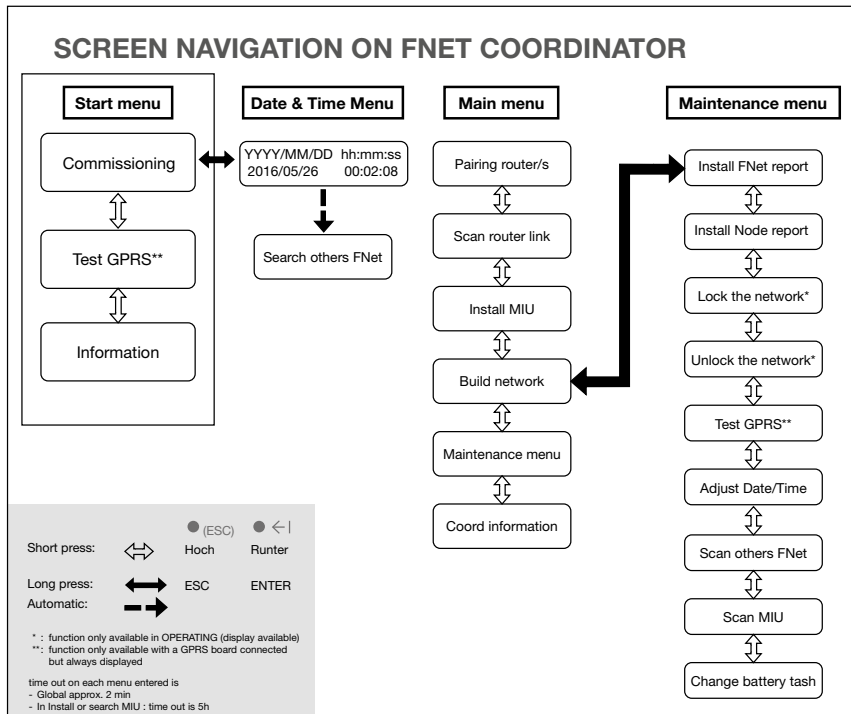 SCREEN NAVIGATION ON FNET COORDINATOR
Start menu
Commissioning
Test GPRS**
Information
Date & Time Menu
YYYY/MM/DD hh:mm:ss
2016/05/26 00:02:08
Search others FNet
Main menu
Pairing router/s
Scan router link
Install MIU
Build network
Maintenance menu
Coord information
Maintenance menu
Install FNet report
Install Node report
Lock the network*
Unlock the network*
Test GPRS**
Adjust Date/Time
Scan others FNet
Scan MIU
Change battery tash
(ESC)
Short press: Hoch Runter
Long press: ESC ENTER
Automatic:
* : function only available in OPERATING (display available)
**: function only available with a GPRS board connected
but always displayed
time out on each menu entered is
- Global approx. 2 min
- In Install or search MIU : time out is 5h